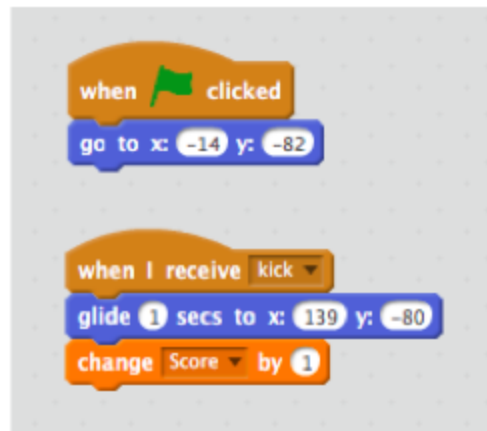 when clicked
go to x: -14 y: -82
when I receive kick
glide 1 secs to x: 139 y: -80
change Score by 1